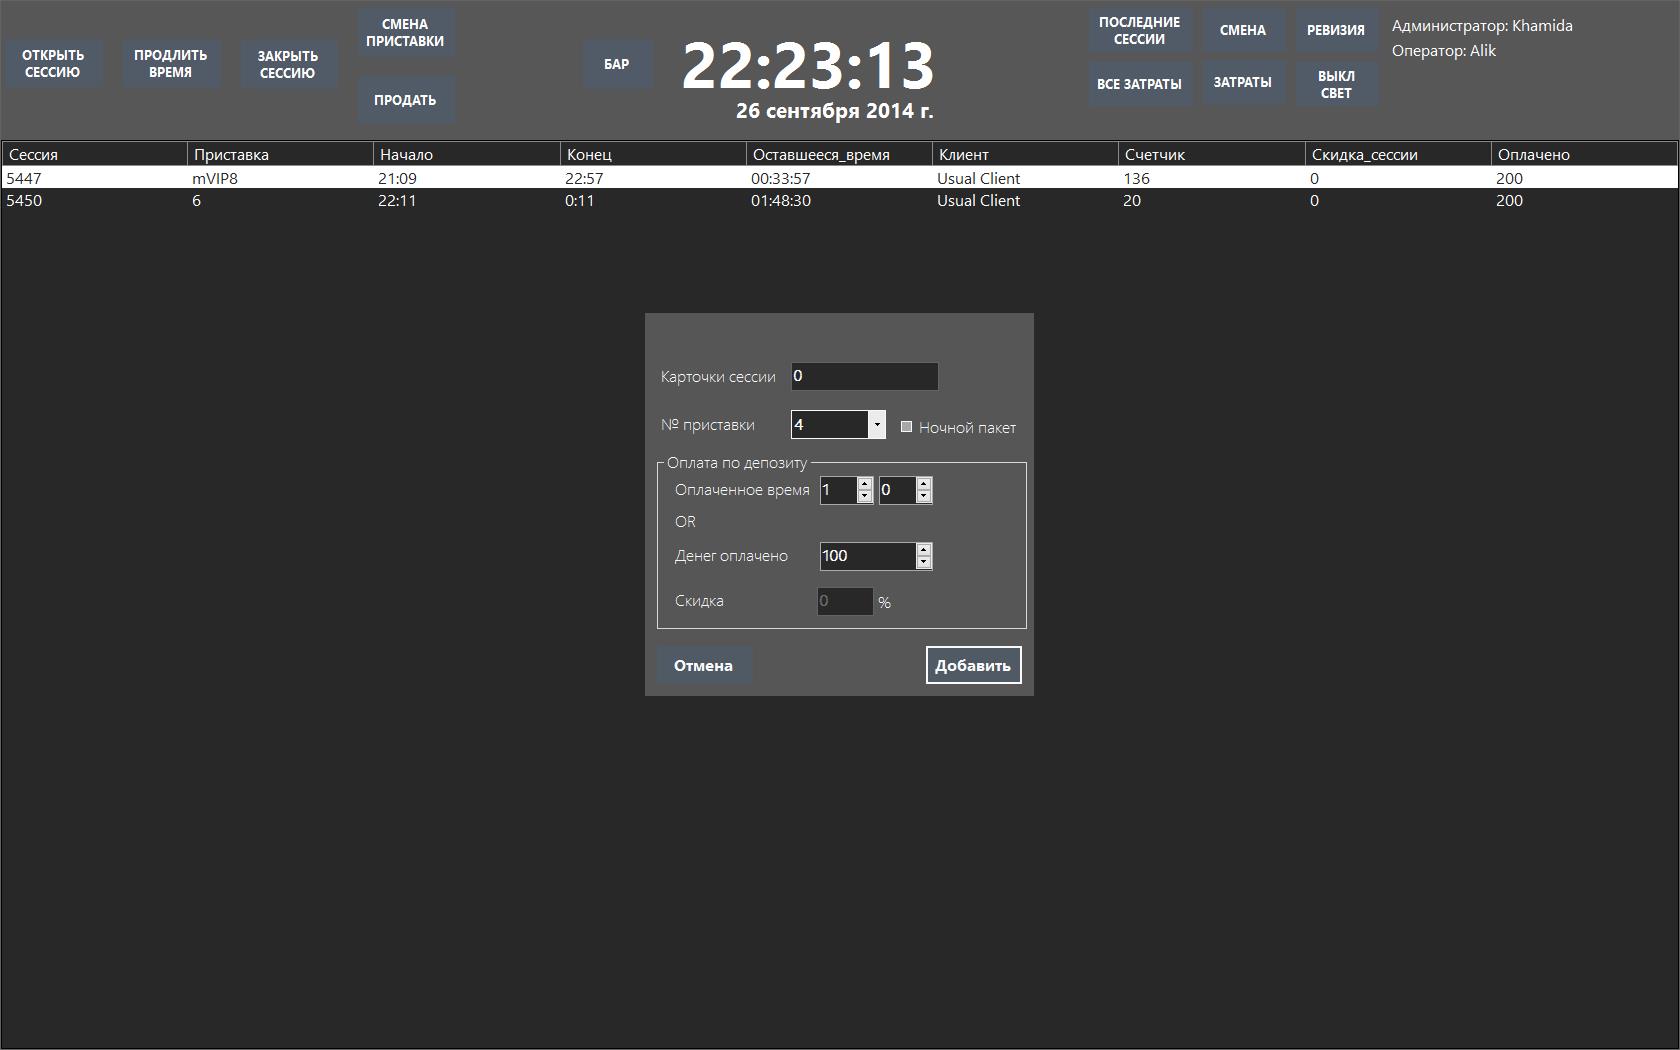 ОТКРЫТЬ
СЕССИЮ
ПРОДЛИТЬ
ВРЕМЯ
ЗАКРЫТЬ
СЕССИЮ
СМЕНА
ПРИСТАВКИ
ПРОДАТЬ
БАР
22:23:13
26 сентября 2014 г.
ПОСЛЕДНИЕ
СЕССИИ
СМЕНА
РЕВИЗИЯ
ВСЕ ЗАТРАТЫ
ЗАТРАТЫ
ВЫКЛ
СВЕТ
Администратор: Khamida
Оператор: Alik
Сессия Приставка Начало Конец Оставшееся_время Клиент Счетчик Скидка_сессии Оплачено
5447 mVIP8 21:09 22:57 00:33:57 Usual Client 136 0 200
5450 6 22:11 0:11 01:48:30 Usual Client 20 0 200
Карточки сессии 0
№ приставки 4 Ночной пакет
Оплата по депозиту
Оплаченное время 1 0
OR
Денег оплачено 100
Скидка 0 %
Отмена Добавить